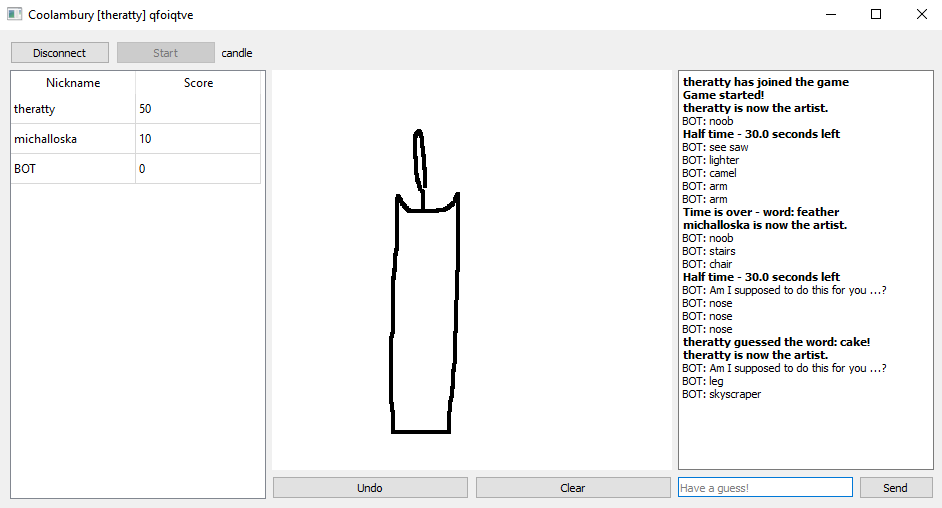 Coolambury [theratty] qfoiqtve
Disconnect
Start
candle
Nickname Score
theratty 50
michalloska 10
BOT 0
theratty has joined the game
Game started!
theratty is now the artist.
BOT: noob
Half time - 30.0 seconds left
BOT: see saw
BOT: lighter
BOT: camel
BOT: arm
BOT: arm
Time is over - word: feather
michalloska is now the artist.
BOT: noob
BOT: stairs
BOT: chair
Half time - 30.0 seconds left
BOT: Am I supposed to do this for you ...?
BOT: nose
BOT: nose
BOT: nose
theratty guessed the word: cake!
theratty is now the artist.
BOT: Am I supposed to do this for you ...?
BOT: leg
BOT: skyscraper
Undo
Clear
Have a guess!
Send